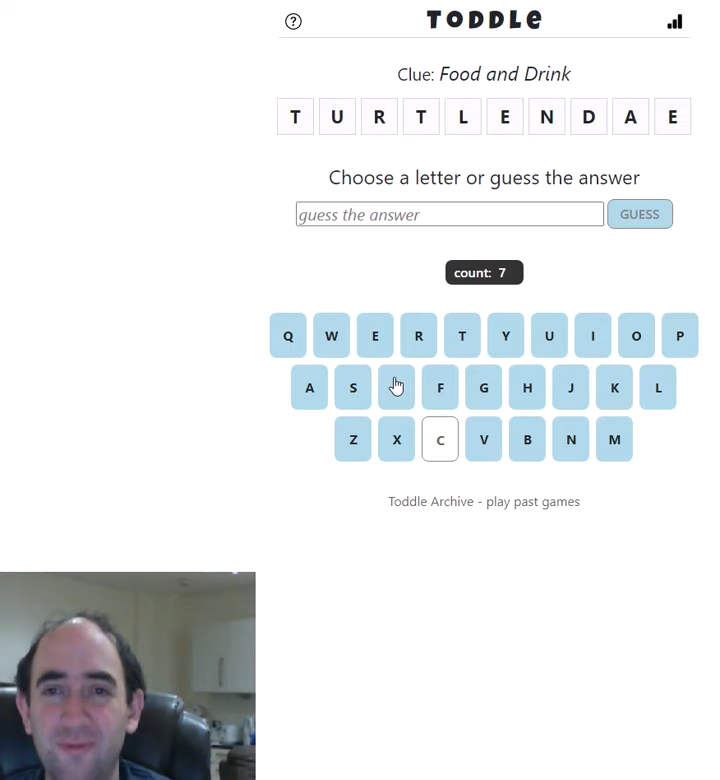 ?
TODDLe
Clue: Food and Drink
T U R T L E N D A E
Choose a letter or guess the answer
guess the answer GUESS
count: 7
Q W E R T Y U I O P
A S F G H J K L
Z X C V B N M
Toddle Archive - play past games